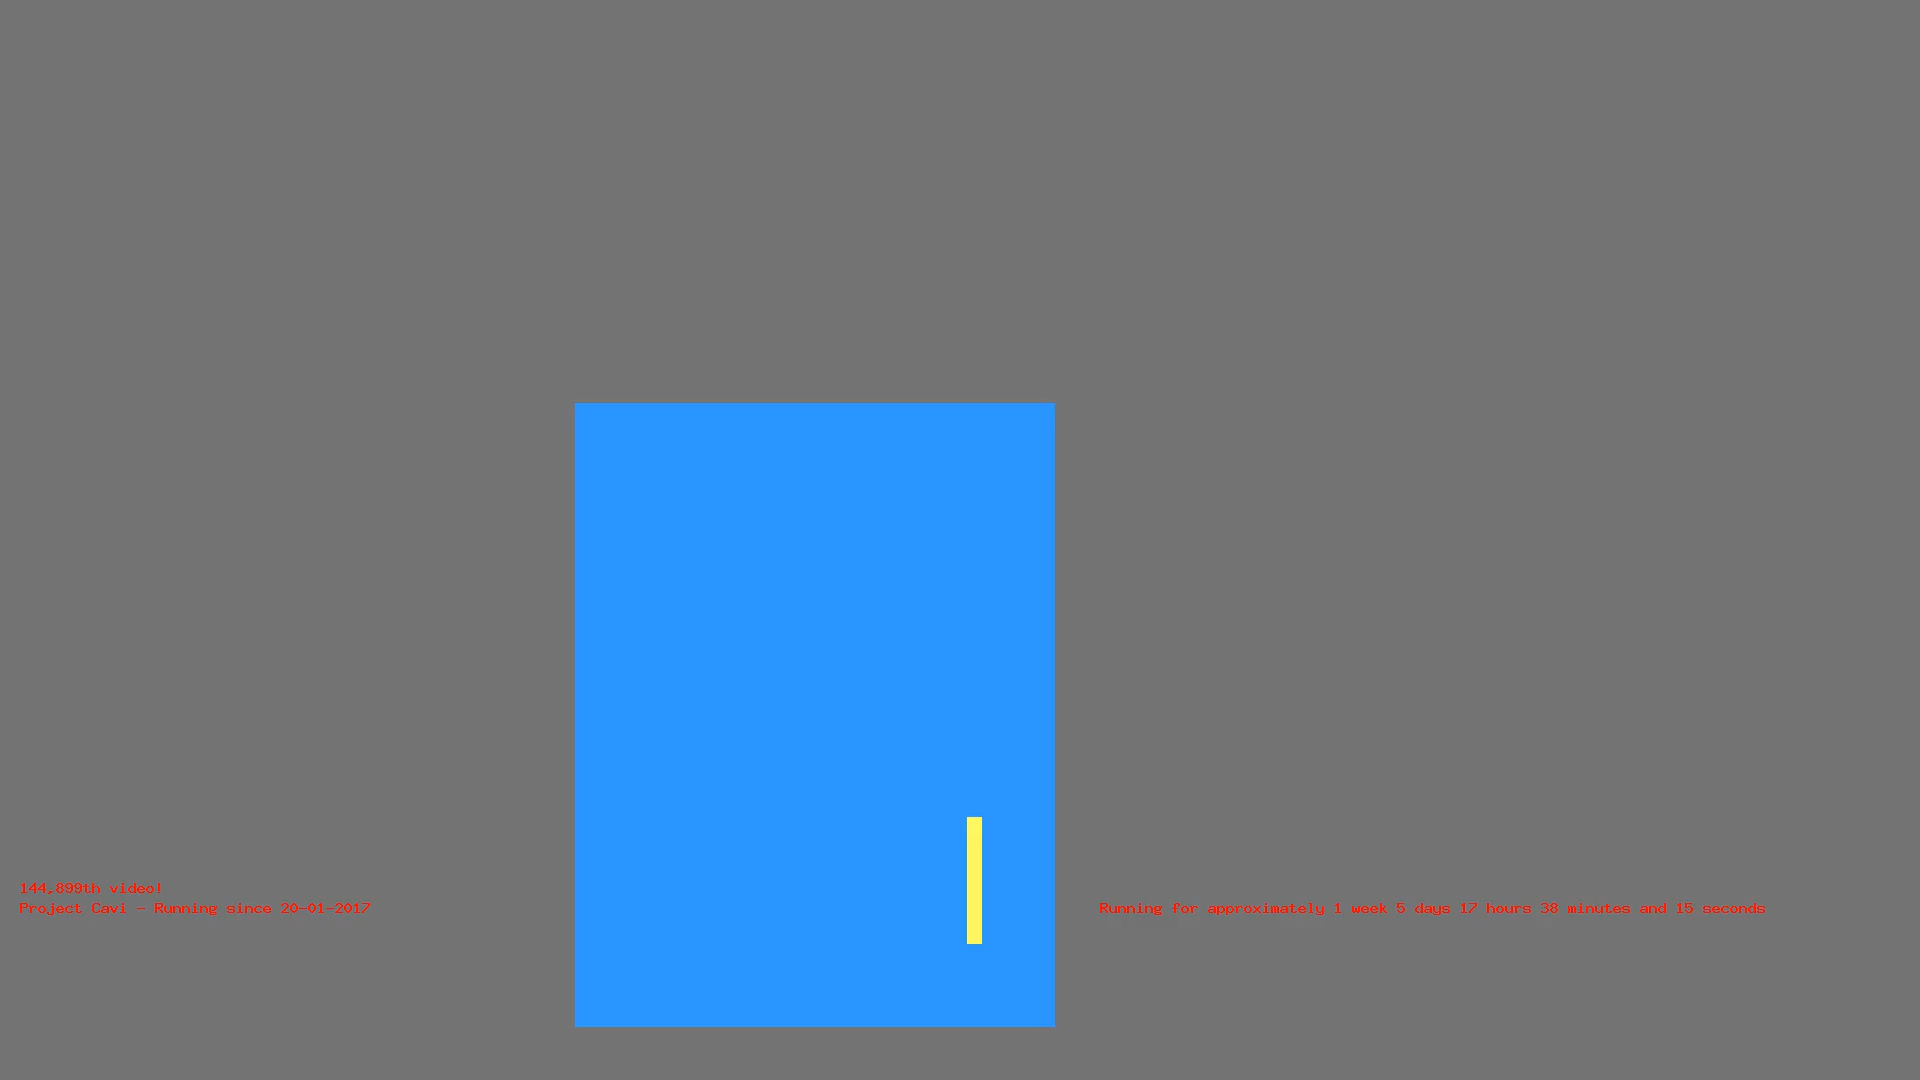 144,899th video!
Project Cavi - Running since 20-01-2017
Running for approximately 1 week 5 days 17 hours 38 minutes and 15 seconds